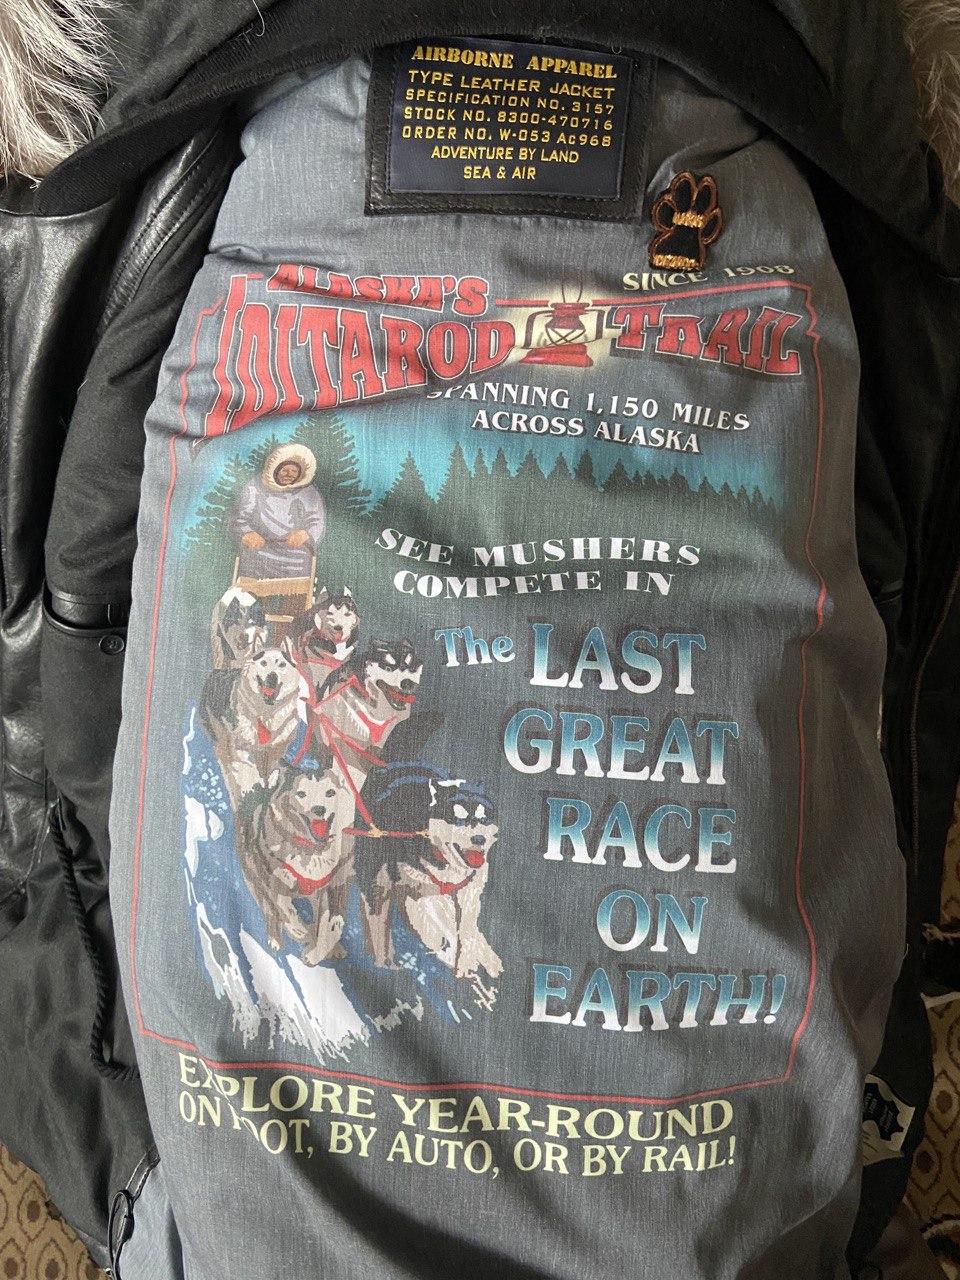 AIRBORNE APPAREL
TYPE LEATHER JACKET
SPECIFICATION NO. 3157
STOCK NO. 8300-470716
ORDER NO. W-053 Ac968
ADVENTURE BY LAND
SEA & AIR
SINCE 1908
ALASKA'S
IDITAROD TRAIL
SPANNING 1,150 MILES
ACROSS ALASKA
SEE MUSHERS
COMPETE IN
The LAST
GREAT
RACE
ON
EARTH!
EXPLORE YEAR-ROUND
ON FOOT, BY AUTO, OR BY RAIL!